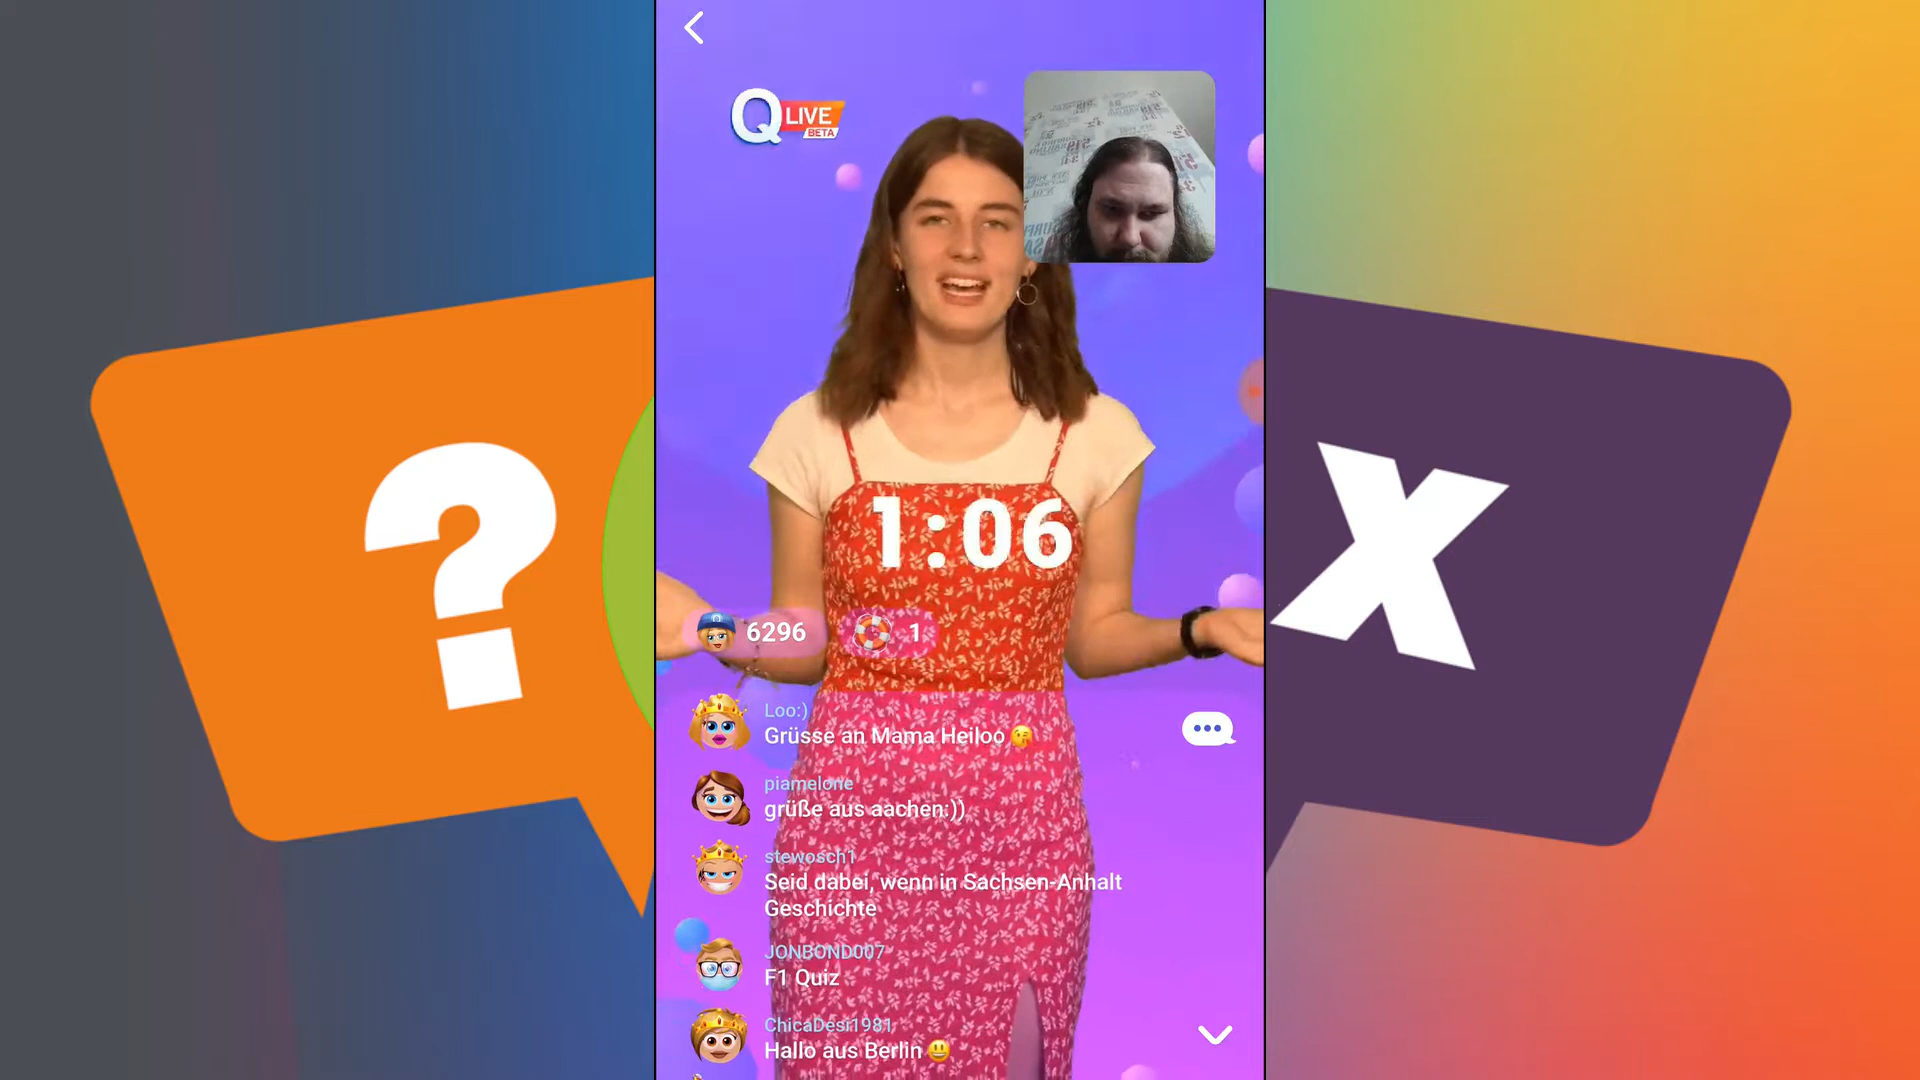 Q LIVE
BETA
1:06
6296
1
Loo:)
Grüsse an Mama Heiloo 😘
piamelone
grüße aus aachen:))
stewosch1
Seid dabei, wenn in Sachsen-Anhalt
Geschichte
JONBOND007
F1 Quiz
ChicaDesi1981
Hallo aus Berlin 😃
?
X